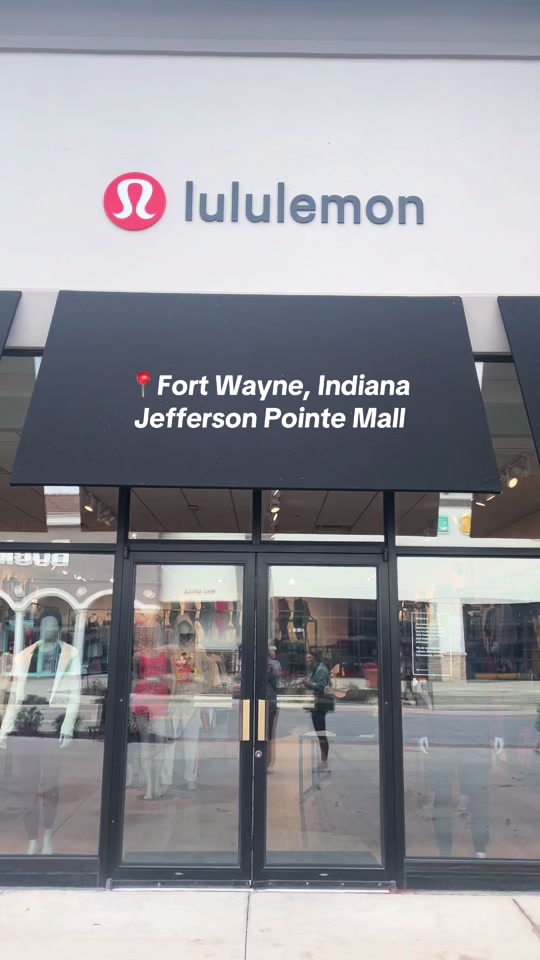 lululemon
📍Fort Wayne, Indiana
Jefferson Pointe Mall